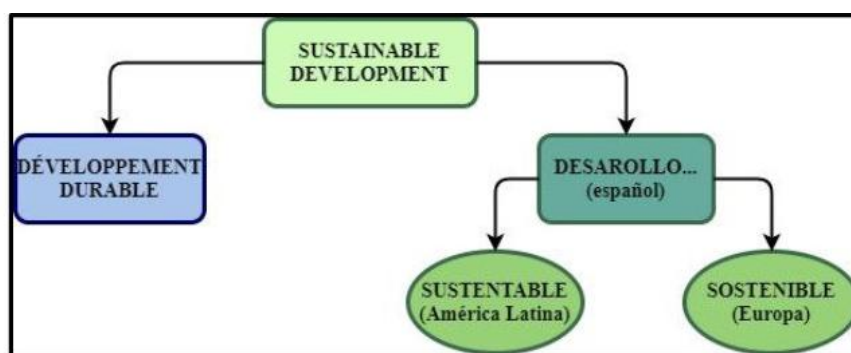 SUSTAINABLE
DEVELOPMENT
DÉVELOPPEMENT
DURABLE
DESAROLLO...
(español)
SUSTENTABLE
(América Latina)
SOSTENIBLE
(Europa)